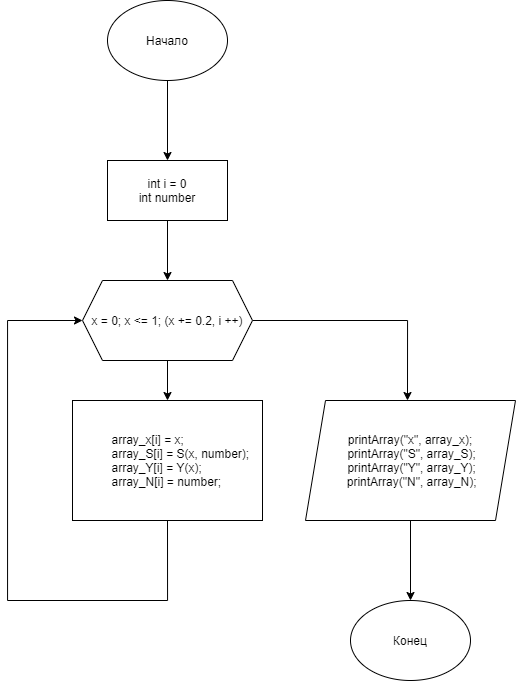 Начало
int i = 0
int number
x = 0; x <= 1; (x += 0.2, i ++)
array_x[i] = x;
array_S[i] = S(x, number);
array_Y[i] = Y(x);
array_N[i] = number;
printArray("x", array_x);
printArray("S", array_S);
printArray("Y", array_Y);
printArray("N", array_N);
Конец